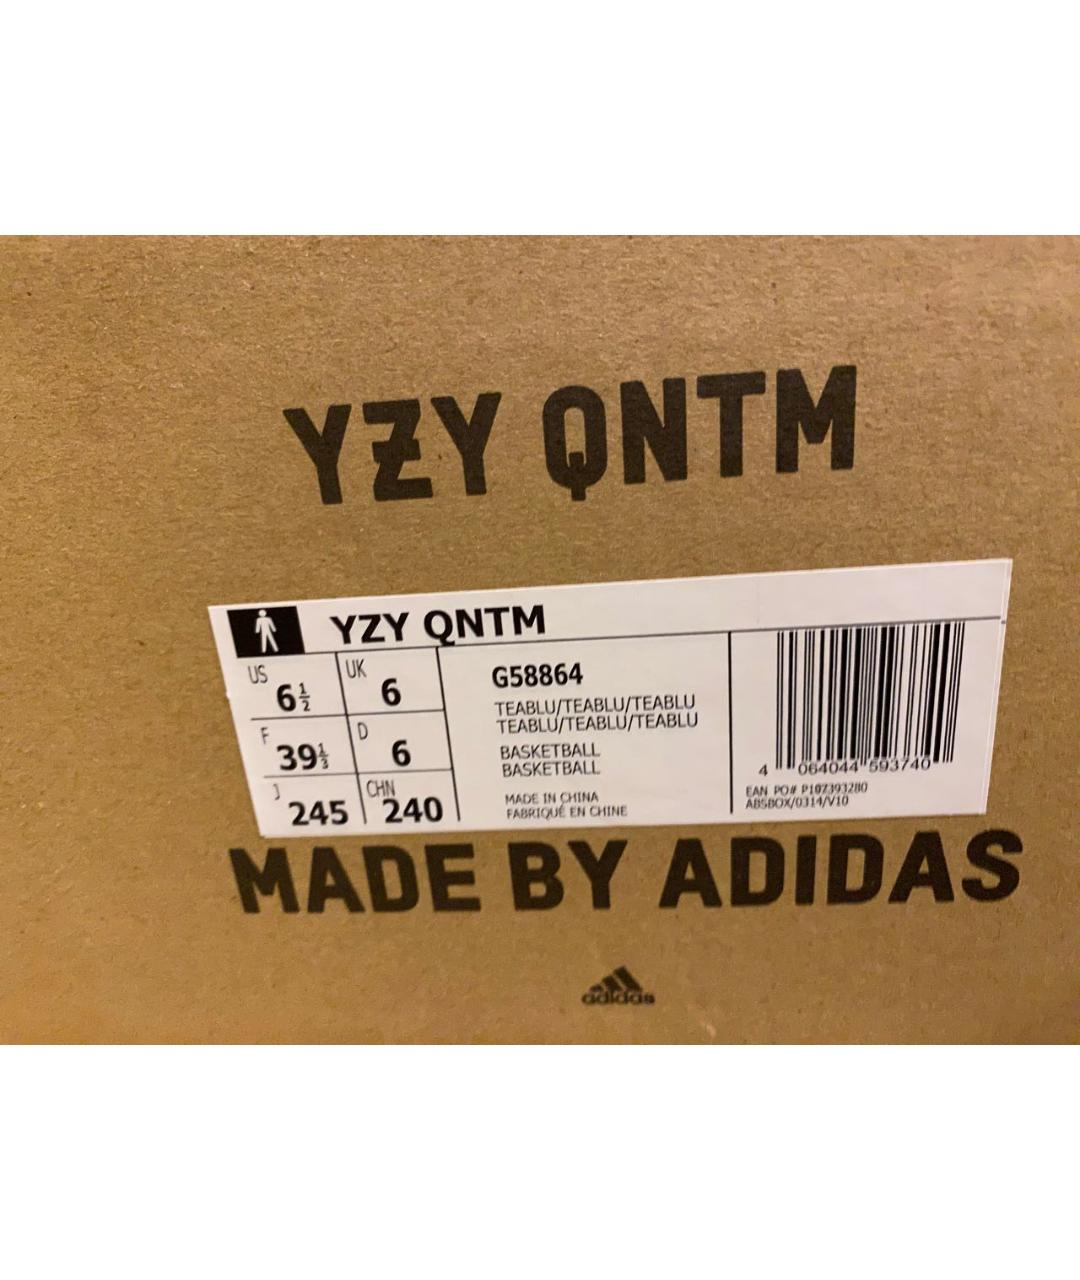 YZY QNTM
YZY QNTM
US 6½ UK 6
F 39⅓ D 6
J 245 CHN 240
G58864
TEABLU/TEABLU/TEABLU
TEABLU/TEABLU/TEABLU
BASKETBALL
BASKETBALL
MADE IN CHINA
FABRIQUÉ EN CHINE
4 064044 593740
EAN PO# P107393280
ABSBOX/0314/V10
MADE BY ADIDAS
adidas